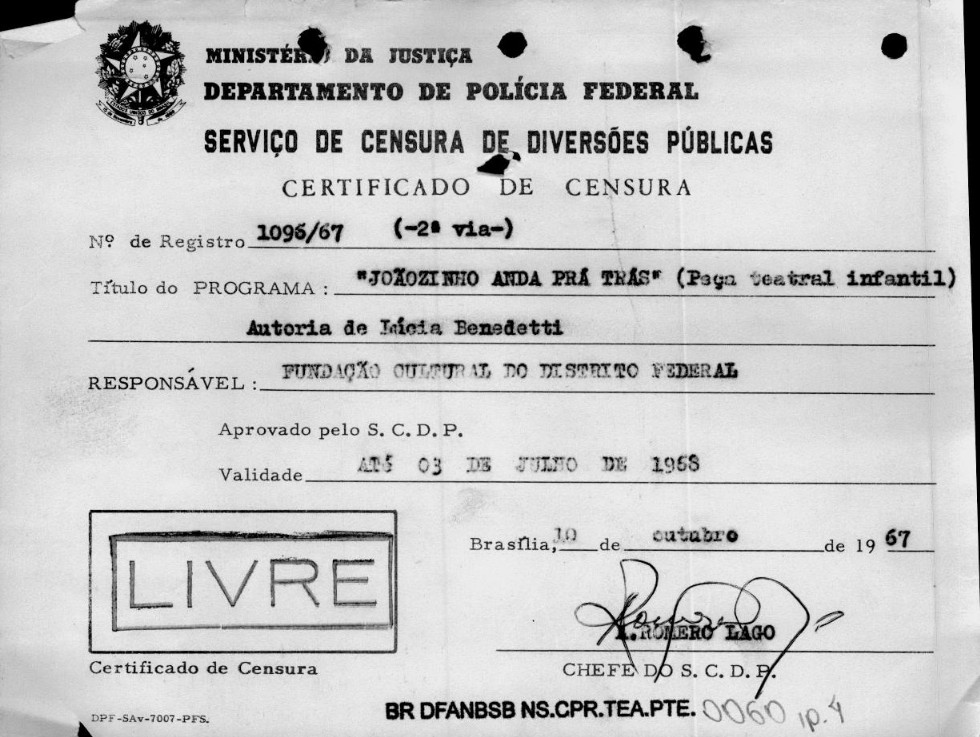 MINISTÉRIO DA JUSTIÇA
DEPARTAMENTO DE POLÍCIA FEDERAL
SERVIÇO DE CENSURA DE DIVERSÕES PÚBLICAS
CERTIFICADO DE CENSURA
Nº de Registro 1096/67 (-2ª via-)
Título do PROGRAMA : "JOÃOZINHO ANDA PRÁ TRÁS" (Peça teatral infantil)
Autoria de Lúcia Benedetti
RESPONSÁVEL : FUNDAÇÃO CULTURAL DO DISTRITO FEDERAL
Aprovado pelo S. C. D. P.
Validade ATÉ 03 DE JULHO DE 1968
LIVRE
Certificado de Censura
Brasília, 10 de outubro de 19 67
A. ROMERO LAGO
CHEFE DO S. C. D. P.
DPF-SAv-7007-PFS.
BR DFANBSB NS.CPR.TEA.PTE. 0060 ip. 4